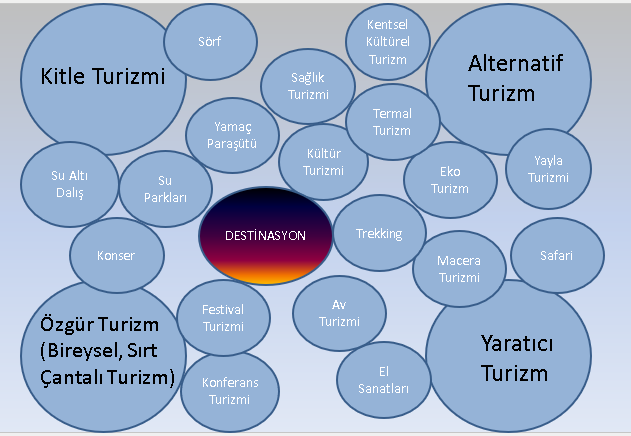 Kitle Turizmi
Sörf
Kentsel
Kültürel
Turizm
Alternatif
Turizm
Sağlık
Turizmi
Yamaç
Paraşütü
Termal
Turizm
Kültür
Turizmi
Su Altı
Dalış
Su
Parkları
Eko
Turizm
Yayla
Turizmi
DESTİNASYON
Trekking
Konser
Macera
Turizmi
Safari
Özgür Turizm
(Bireysel, Sırt
Çantalı Turizm)
Festival
Turizmi
Av
Turizmi
Yaratıcı
Turizm
Konferans
Turizmi
El
Sanatları